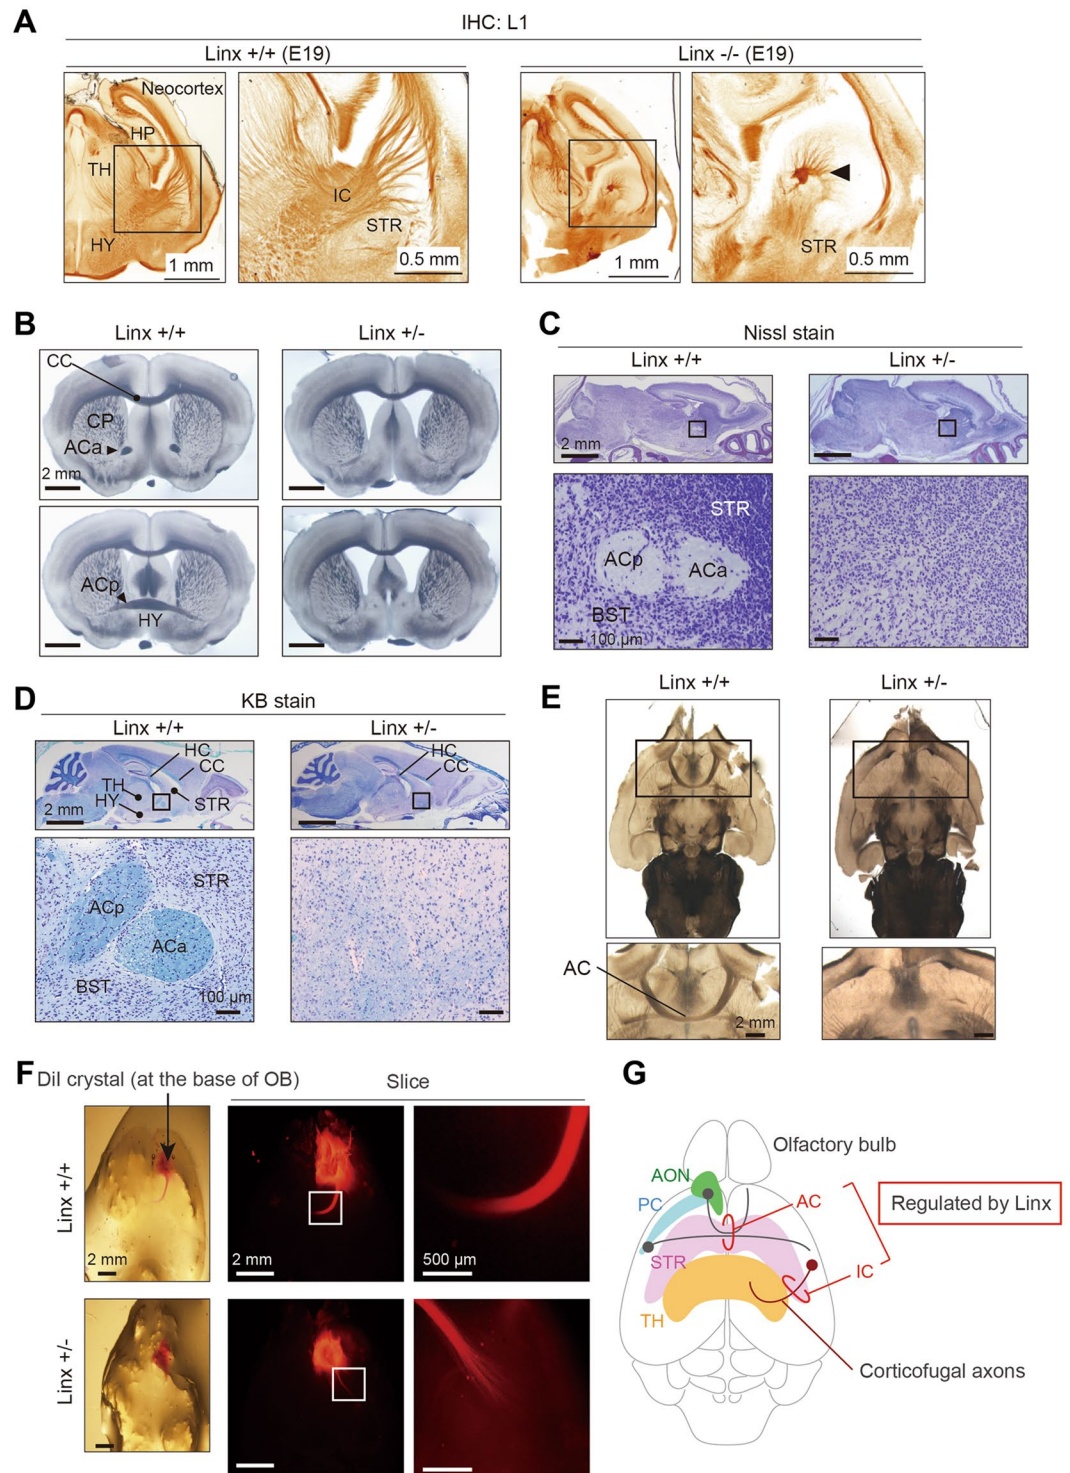 A
IHC: L1
Linx +/+ (E19)
Linx -/- (E19)
Neocortex
HP
TH
HY
1 mm
IC
STR
0.5 mm
1 mm
STR
0.5 mm
B
Linx +/+
Linx +/-
CC
CP
ACa
2 mm
ACp
HY
C
Nissl stain
Linx +/+
Linx +/-
2 mm
STR
ACp
ACa
BST
100 µm
D
KB stain
Linx +/+
Linx +/-
HC
CC
TH
HY
STR
2 mm
HC
CC
STR
ACp
ACa
BST
100 µm
E
Linx +/+
Linx +/-
AC
2 mm
F
DiI crystal (at the base of OB)
Slice
Linx +/+
2 mm
2 mm
500 µm
Linx +/-
G
Olfactory bulb
AON
PC
AC
Regulated by Linx
STR
IC
TH
Corticofugal axons